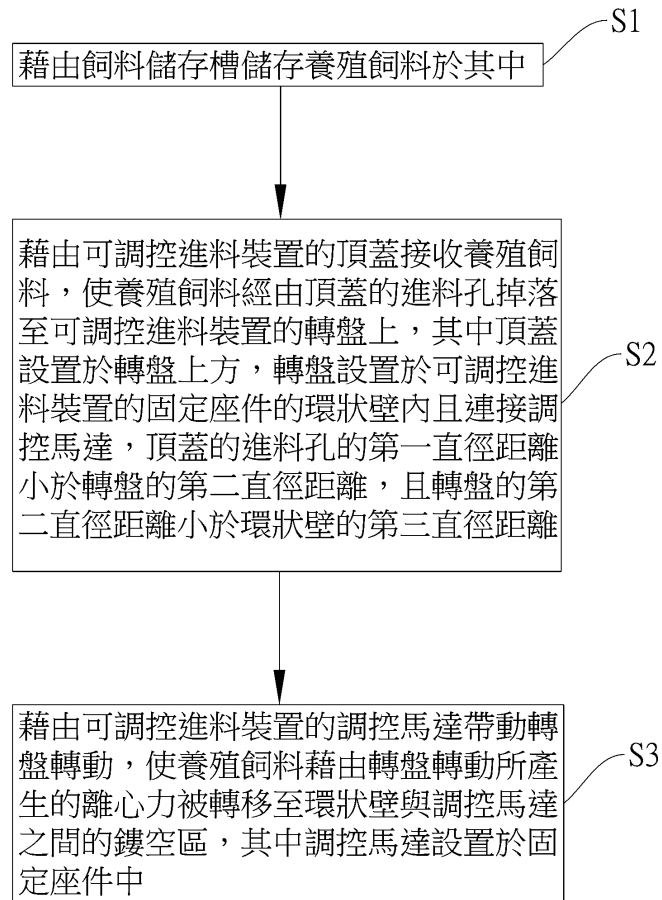 S1
藉由飼料儲存槽儲存養殖飼料於其中
藉由可調控進料裝置的頂蓋接收養殖飼
料，使養殖飼料經由頂蓋的進料孔掉落
至可調控進料裝置的轉盤上，其中頂蓋
設置於轉盤上方，轉盤設置於可調控進
料裝置的固定座件的環狀壁內且連接調
控馬達，頂蓋的進料孔的第一直徑距離
小於轉盤的第二直徑距離，且轉盤的第
二直徑距離小於環狀壁的第三直徑距離
S2
藉由可調控進料裝置的調控馬達帶動轉
盤轉動，使養殖飼料藉由轉盤轉動所產
生的離心力被轉移至環狀壁與調控馬達
之間的鏤空區，其中調控馬達設置於固
定座件中
S3